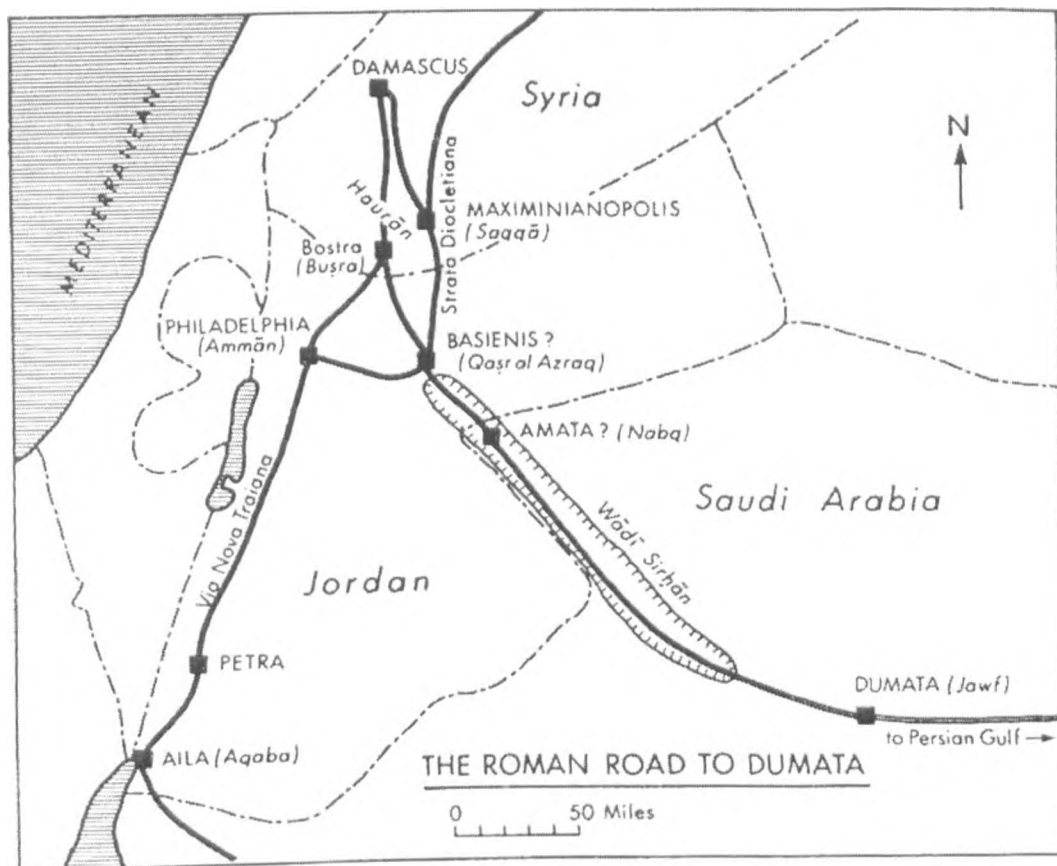 DAMASCUS
Syria
N
MEDITERRANEAN
Haurān
Strata Diocletiana
MAXIMINIANOPOLIS
(Saqqā)
Bostra
(Buṣra)
PHILADELPHIA
(Ammān)
BASIENIS ?
(Qaṣr al Azraq)
AMATA ? (Nabq)
Saudi Arabia
Wādī Sirḥān
Via Nova Traiana
Jordan
PETRA
DUMATA (Jawf)
to Persian Gulf →
AILA (Aqaba)
THE ROMAN ROAD TO DUMATA
0 50 Miles